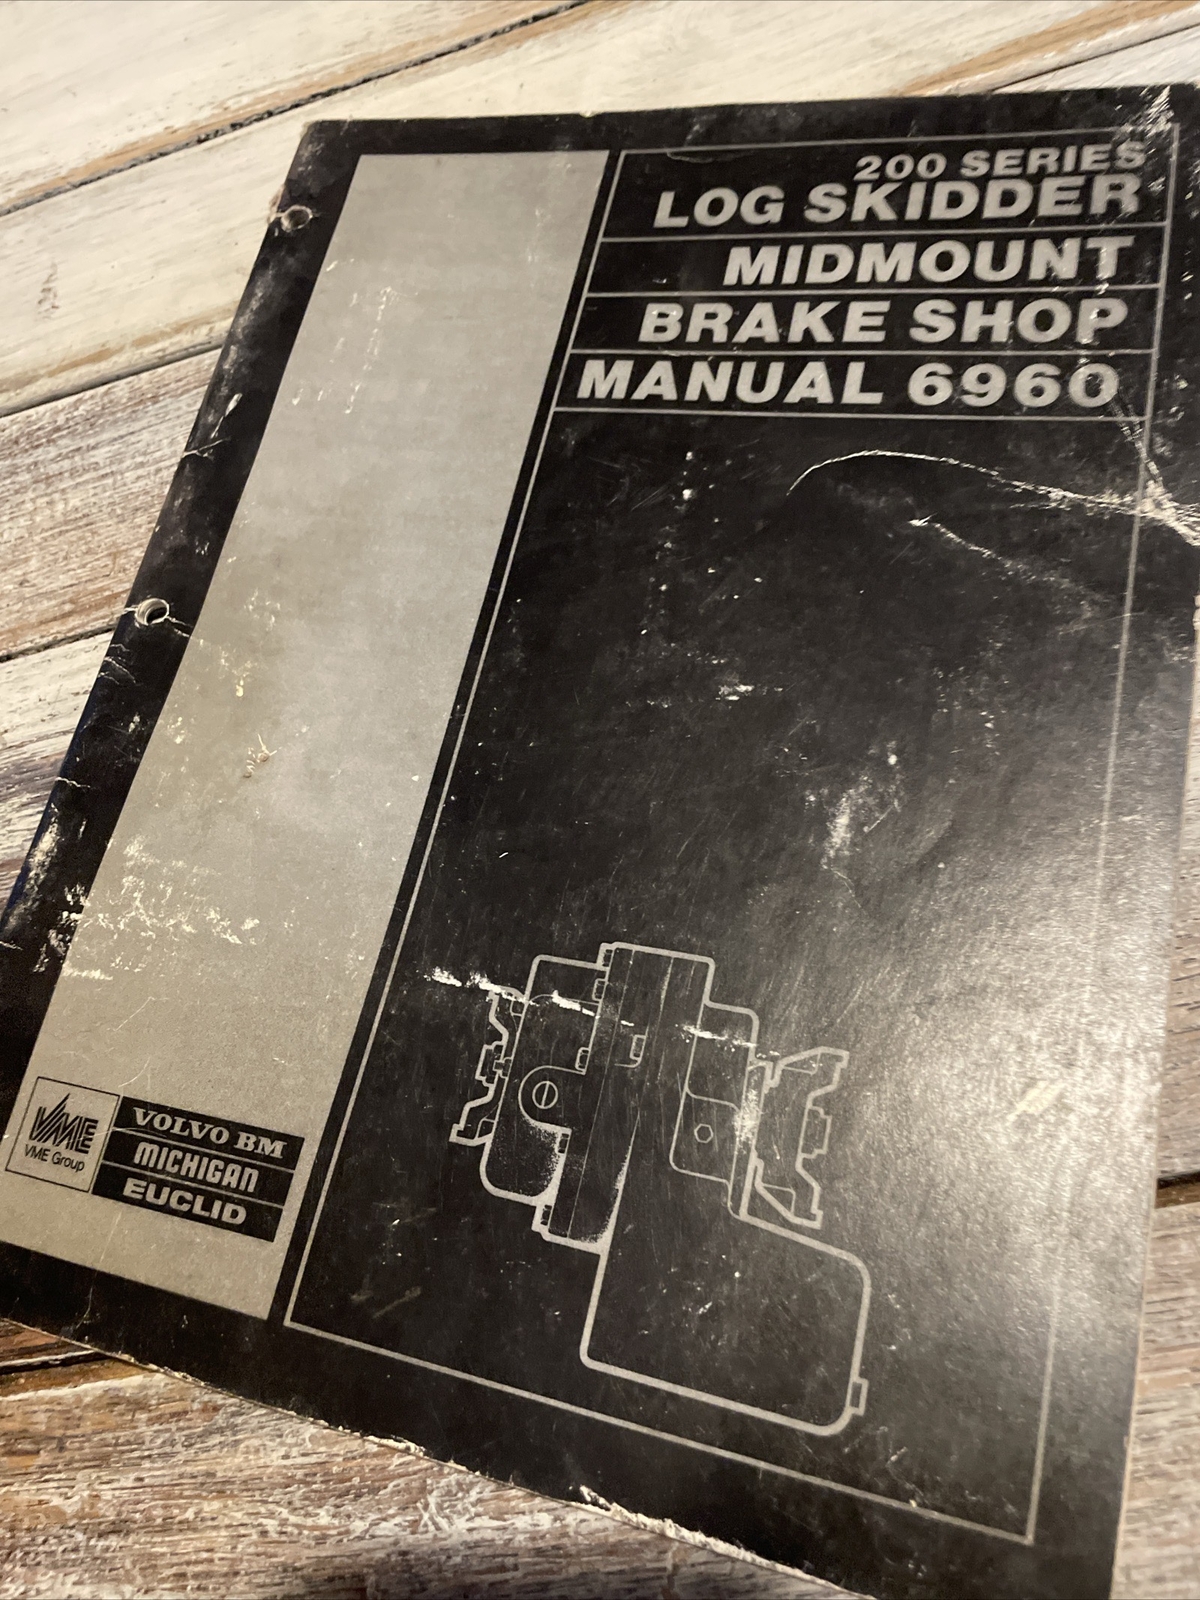 200 SERIES
LOG SKIDDER
MIDMOUNT
BRAKE SHOP
MANUAL 6960
VME
VME Group
VOLVO BM
MICHIGAN
EUCLID